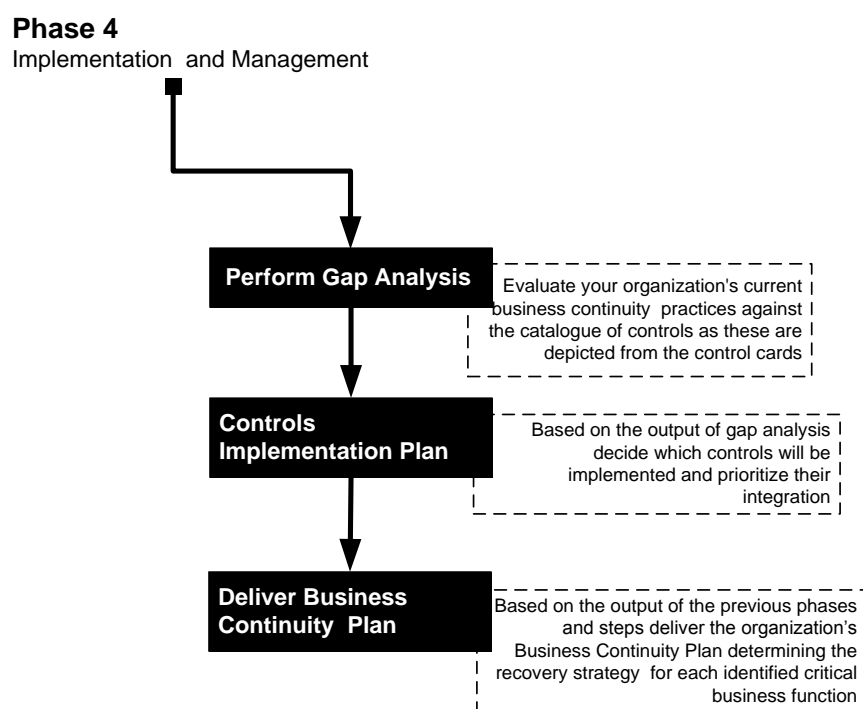 Phase 4
Implementation and Management
Perform Gap Analysis
Evaluate your organization's current
business continuity practices against
the catalogue of controls as these are
depicted from the control cards
Controls
Implementation Plan
Based on the output of gap analysis
decide which controls will be
implemented and prioritize their
integration
Deliver Business
Continuity Plan
Based on the output of the previous phases
and steps deliver the organization's
Business Continuity Plan determining the
recovery strategy for each identified critical
business function